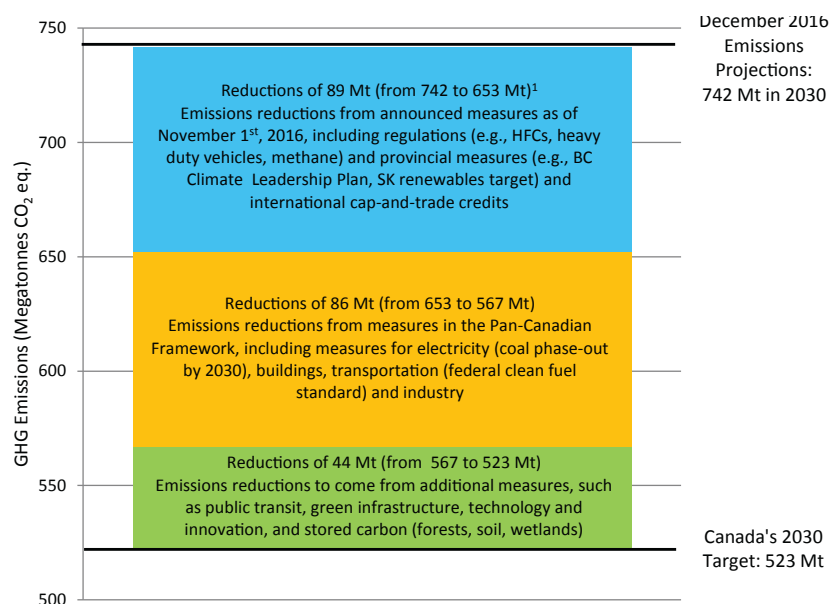 750
700
650
600
550
500
GHG Emissions (Megatonnes CO₂ eq.)
December 2016
Emissions
Projections:
742 Mt in 2030
Reductions of 89 Mt (from 742 to 653 Mt)¹
Emissions reductions from announced measures as of
November 1ˢᵗ, 2016, including regulations (e.g., HFCs, heavy
duty vehicles, methane) and provincial measures (e.g., BC
Climate Leadership Plan, SK renewables target) and
international cap-and-trade credits
Reductions of 86 Mt (from 653 to 567 Mt)
Emissions reductions from measures in the Pan-Canadian
Framework, including measures for electricity (coal phase-out
by 2030), buildings, transportation (federal clean fuel
standard) and industry
Reductions of 44 Mt (from 567 to 523 Mt)
Emissions reductions to come from additional measures, such
as public transit, green infrastructure, technology and
innovation, and stored carbon (forests, soil, wetlands)
Canada's 2030
Target: 523 Mt